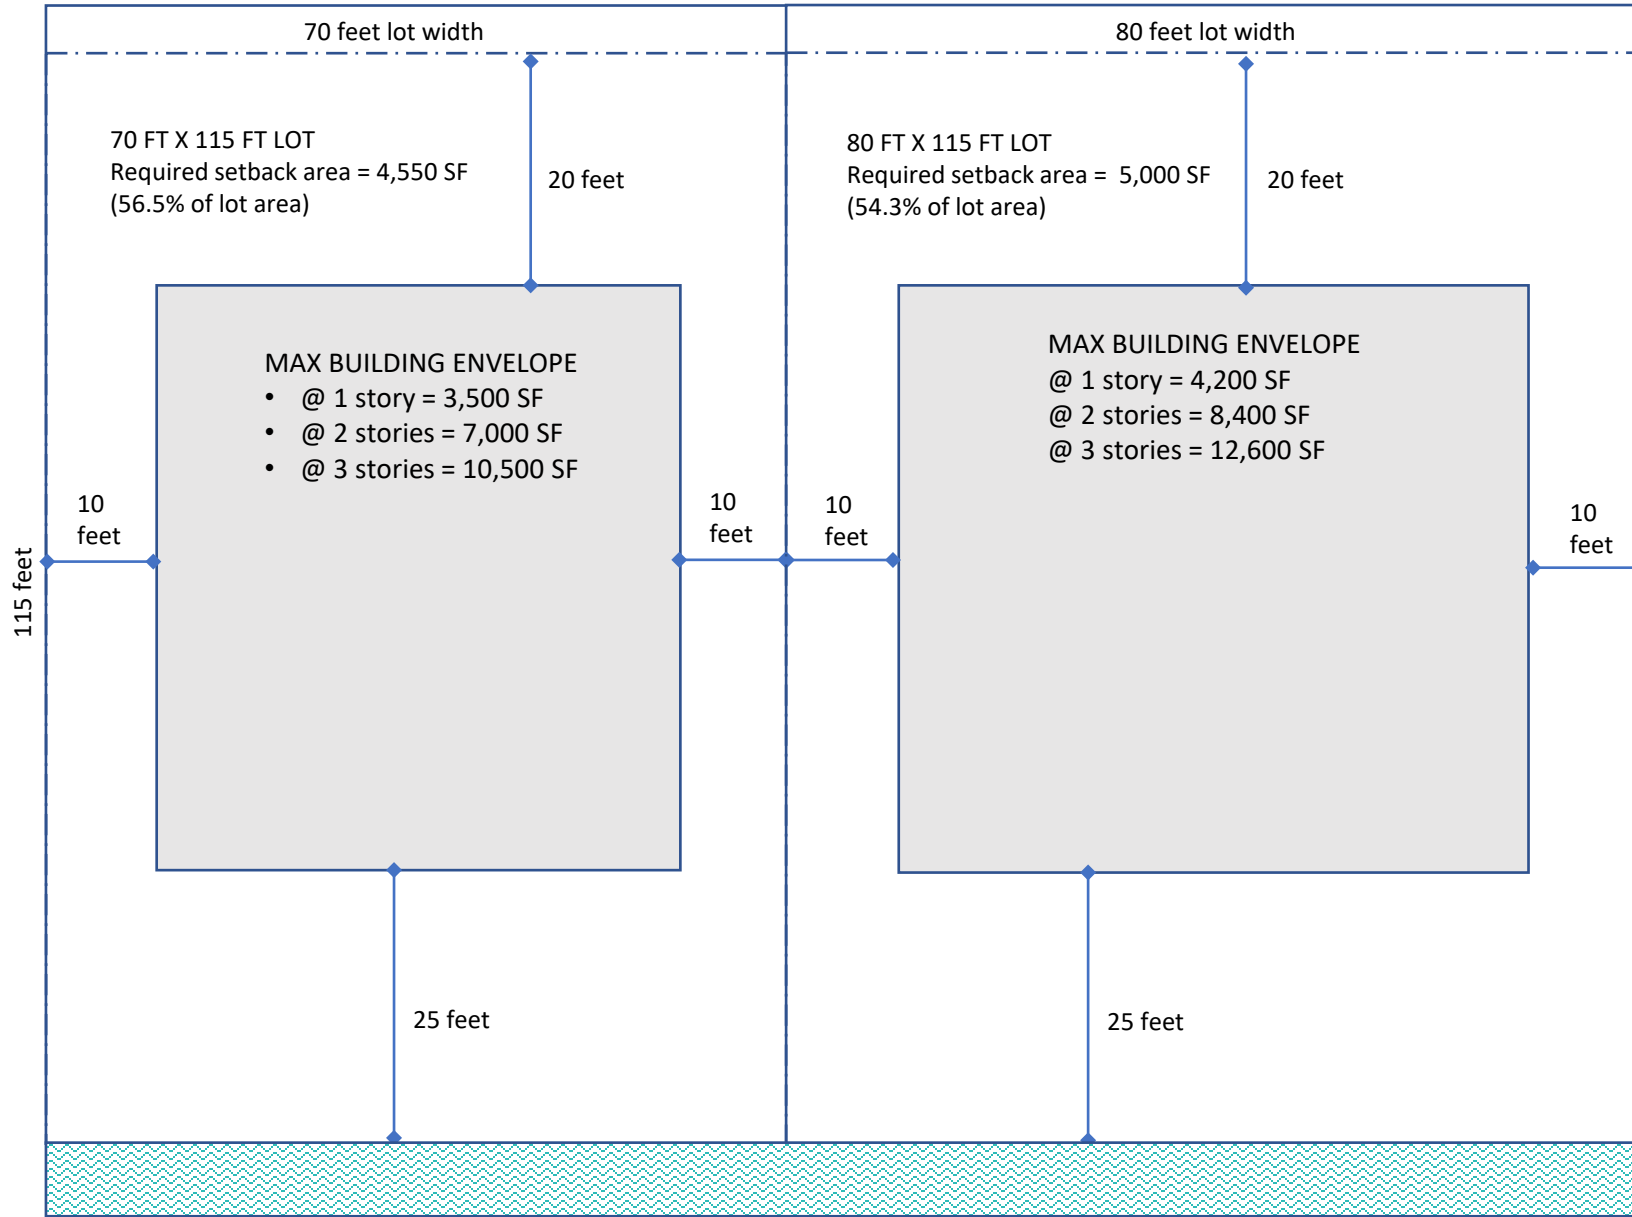 70 feet lot width
80 feet lot width
70 FT X 115 FT LOT
Required setback area = 4,550 SF
(56.5% of lot area)
20 feet
80 FT X 115 FT LOT
Required setback area =  5,000 SF
(54.3% of lot area)
20 feet
MAX BUILDING ENVELOPE
• @ 1 story = 3,500 SF
• @ 2 stories = 7,000 SF
• @ 3 stories = 10,500 SF
MAX BUILDING ENVELOPE
@ 1 story = 4,200 SF
@ 2 stories = 8,400 SF
@ 3 stories = 12,600 SF
115 feet
10
feet
10
feet
10
feet
10
feet
25 feet
25 feet